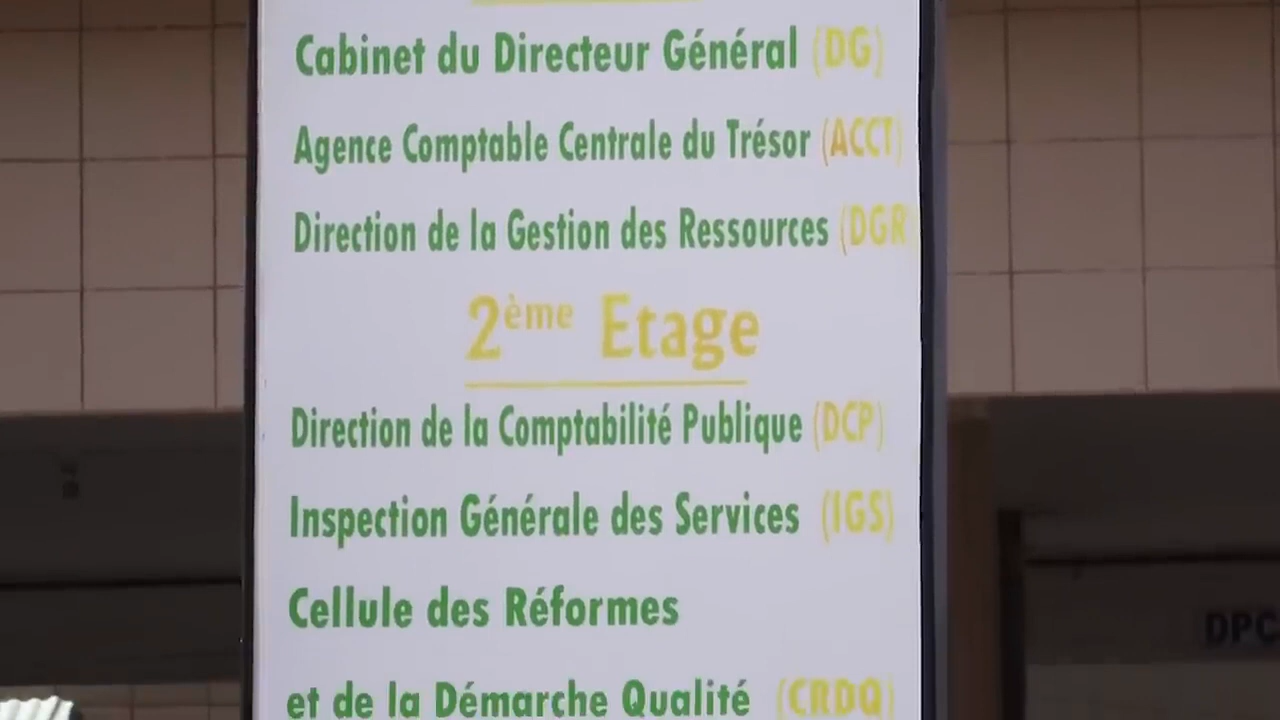 Cabinet du Directeur Général (DG)
Agence Comptable Centrale du Trésor (ACCT)
Direction de la Gestion des Ressources (DGR)
2ème Etage
Direction de la Comptabilité Publique (DCP)
Inspection Générale des Services (IGS)
Cellule des Réformes
et de la Démarche Qualité (CRDQ)
DPC